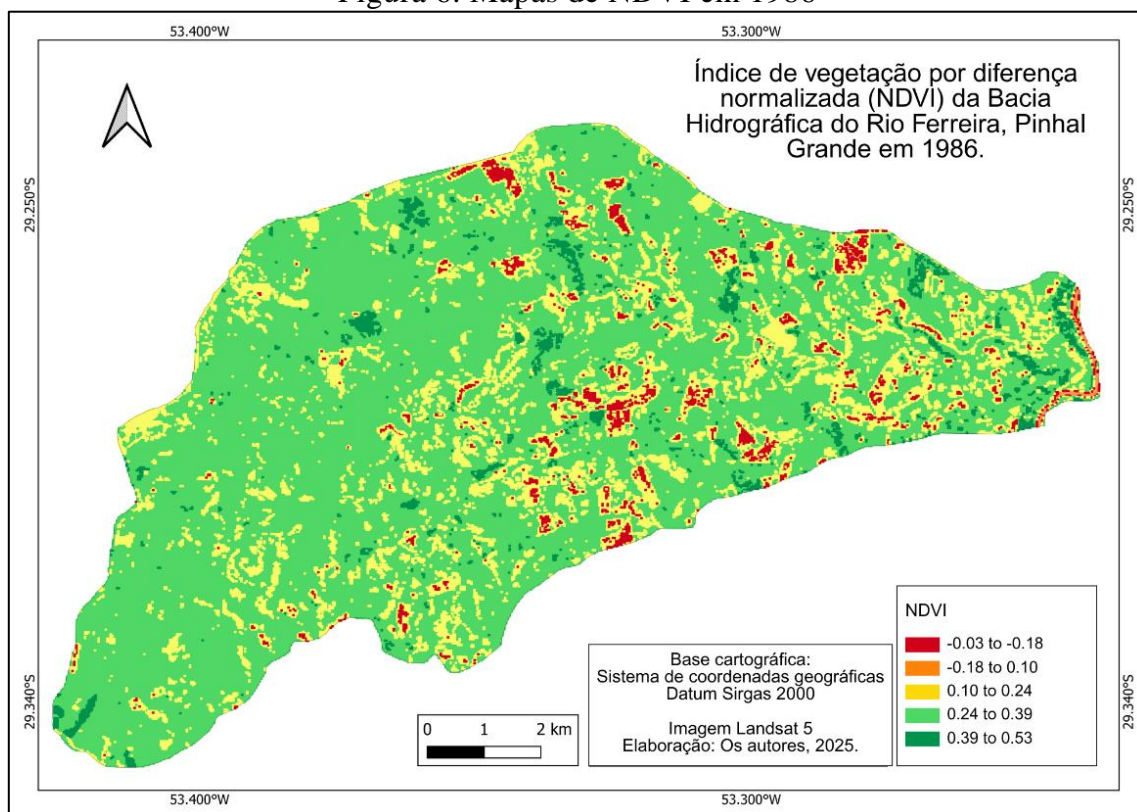 Figura 6: Mapas de NDVI em 1986
53.400°W
53.300°W
Índice de vegetação por diferença
normalizada (NDVI) da Bacia
Hidrográfica do Rio Ferreira, Pinhal
Grande em 1986.
29.250°S
29.250°S
29.340°S
29.340°S
NDVI
-0.03 to -0.18
-0.18 to 0.10
0.10 to 0.24
0.24 to 0.39
0.39 to 0.53
Base cartográfica:
Sistema de coordenadas geográficas
Datum Sirgas 2000
Imagem Landsat 5
Elaboração: Os autores, 2025.
0 1 2 km
53.400°W
53.300°W